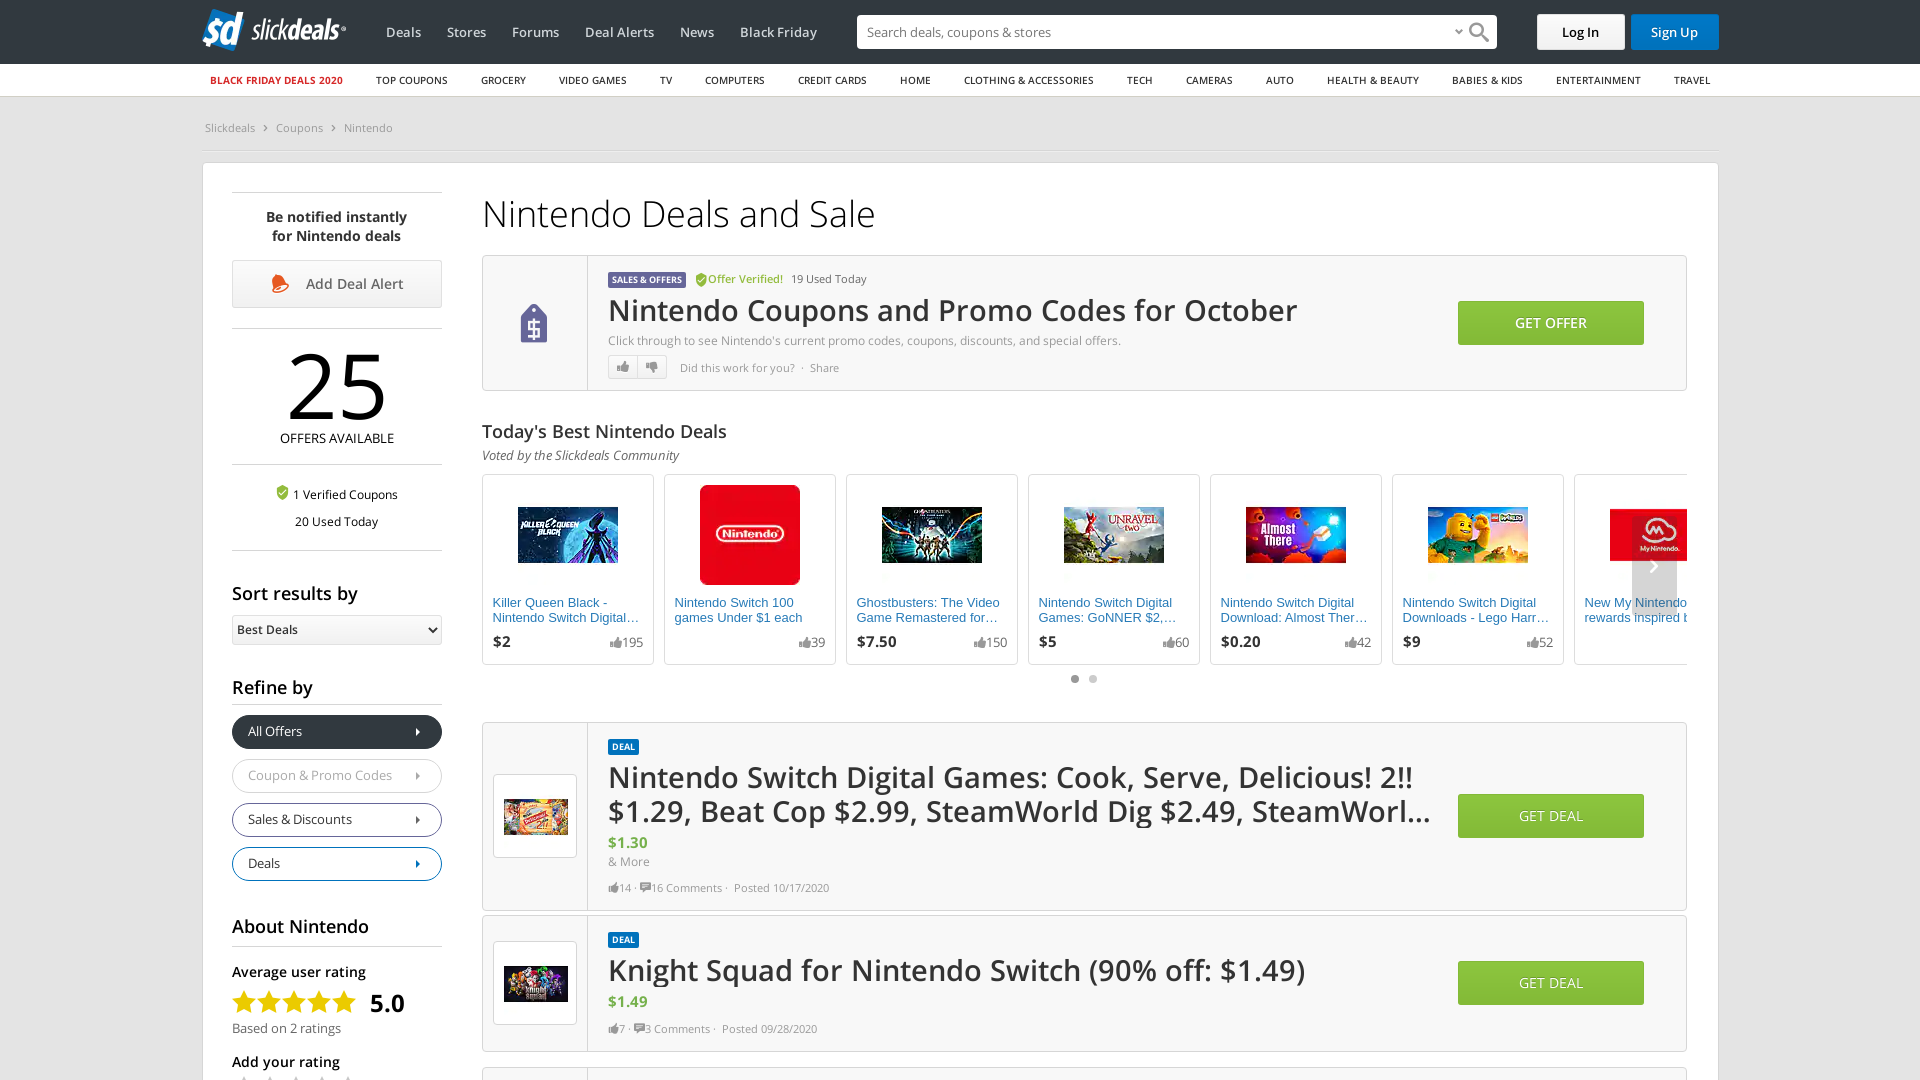 slickdeals
Deals
Stores
Forums
Deal Alerts
News
Black Friday
Search deals, coupons & stores
Log In
Sign Up
BLACK FRIDAY DEALS 2020
TOP COUPONS
GROCERY
VIDEO GAMES
TV
COMPUTERS
CREDIT CARDS
HOME
CLOTHING & ACCESSORIES
TECH
CAMERAS
AUTO
HEALTH & BEAUTY
BABIES & KIDS
ENTERTAINMENT
TRAVEL
Slickdeals > Coupons > Nintendo
Be notified instantly
for Nintendo deals
Add Deal Alert
25
OFFERS AVAILABLE
1 Verified Coupons
20 Used Today
Sort results by
Best Deals
Refine by
All Offers
Coupon & Promo Codes
Sales & Discounts
Deals
About Nintendo
Average user rating
5.0
Based on 2 ratings
Add your rating
Nintendo Deals and Sale
SALES & OFFERS Offer Verified! 19 Used Today
Nintendo Coupons and Promo Codes for October
Click through to see Nintendo's current promo codes, coupons, discounts, and special offers.
Did this work for you? · Share
GET OFFER
Today's Best Nintendo Deals
Voted by the Slickdeals Community
KILLER QUEEN BLACK
Killer Queen Black -
Nintendo Switch Digital…
$2
195
Nintendo
Nintendo Switch 100
games Under $1 each
39
Ghostbusters: The Video
Game Remastered for…
$7.50
150
UNRAVEL
two
Nintendo Switch Digital
Games: GoNNER $2,…
$5
60
Almost
There
Nintendo Switch Digital
Download: Almost Ther…
$0.20
42
Nintendo Switch Digital
Downloads - Lego Harr…
$9
52
My Nintendo
New My Nintendo
rewards inspired b
DEAL
Nintendo Switch Digital Games: Cook, Serve, Delicious! 2!!
$1.29, Beat Cop $2.99, SteamWorld Dig $2.49, SteamWorl...
$1.30
& More
14 · 16 Comments · Posted 10/17/2020
GET DEAL
DEAL
Knight Squad for Nintendo Switch (90% off: $1.49)
$1.49
7 · 3 Comments · Posted 09/28/2020
GET DEAL